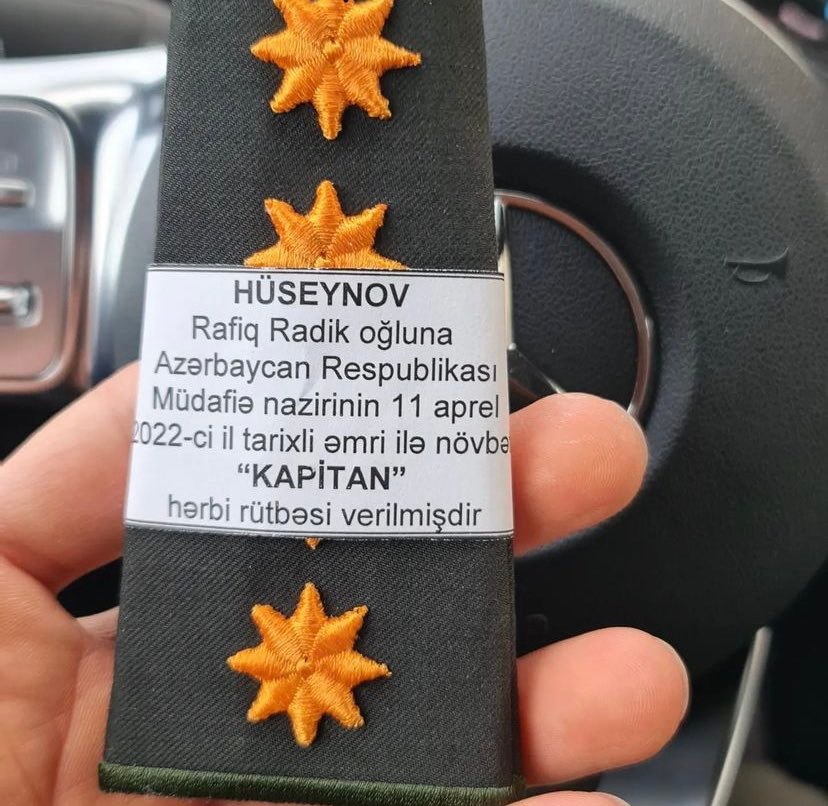 HÜSEYNOV
Rafiq Radik oğluna
Azərbaycan Respublikası
Müdafiə nazirinin 11 aprel
2022-ci il tarixli əmri ilə növbə
“KAPİTAN”
hərbi rütbəsi verilmişdir